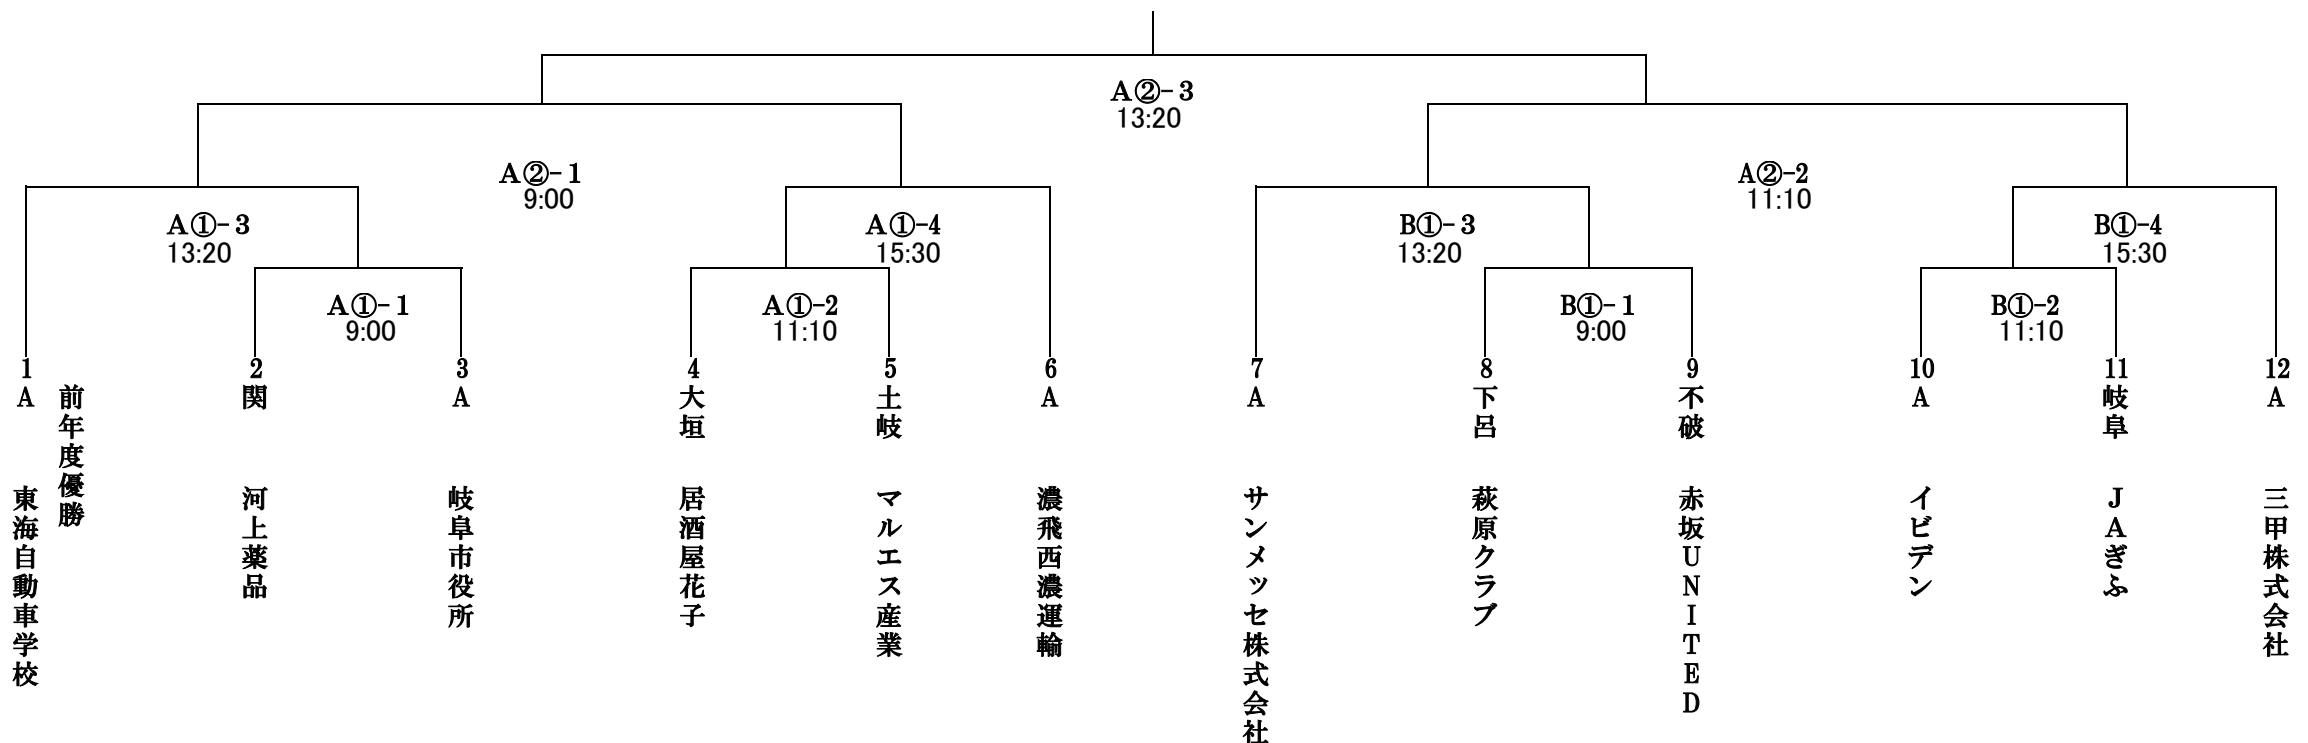 A②-3
13:20
A②-1
9:00
A②-2
11:10
A①-3
13:20
A①-4
15:30
B①-3
13:20
B①-4
15:30
A①-1
9:00
A①-2
11:10
B①-1
9:00
B①-2
11:10
1
A 東海自動車学校
前年度優勝
2
関 河上薬品
3
A 岐阜市役所
4
大垣 居酒屋花子
5
土岐 マルエス産業
6
A 濃飛西濃運輸
7
A サンメッセ株式会社
8
下呂 萩原クラブ
9
不破 赤坂UNITED
10
A イビデン
11
岐阜 JAぎふ
12
A 三甲株式会社